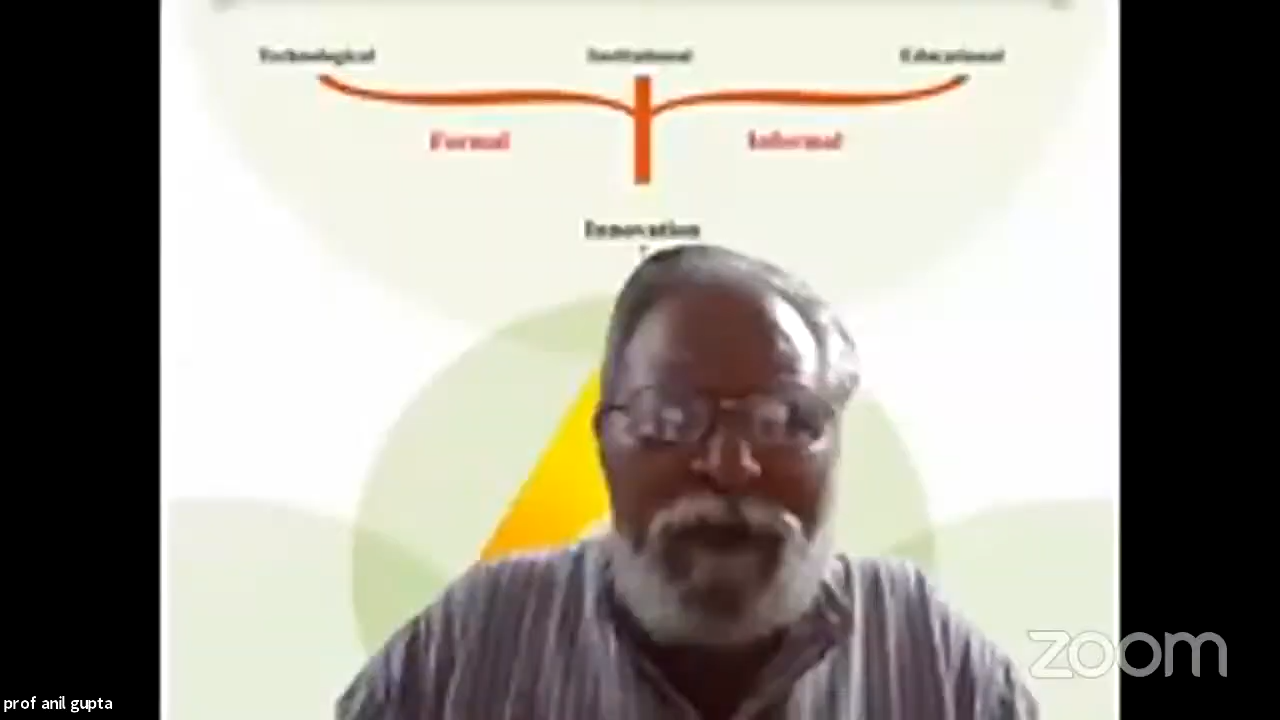 Technological Institutional Educational
Formal Informal
Innovation
zoom
prof anil gupta